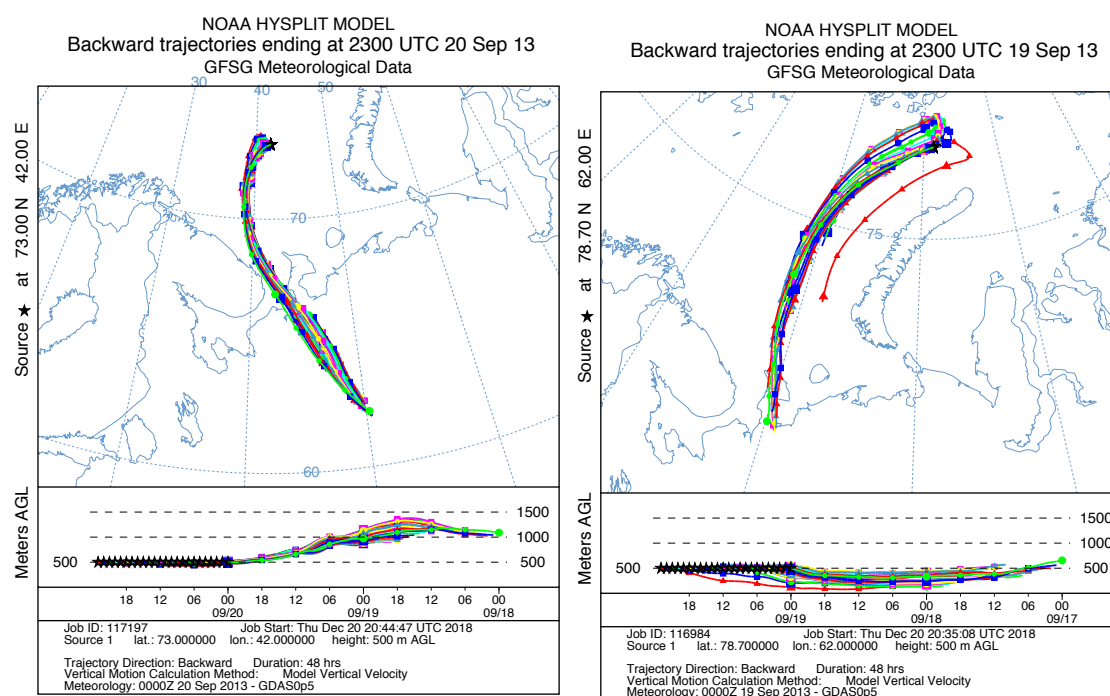 NOAA HYSPLIT MODEL
Backward trajectories ending at 2300 UTC 20 Sep 13
GFSG Meteorological Data
30
40
50
70
60
Source ★ at 73.00 N 42.00 E
Meters AGL
1500
1000
500
500
18 12 06 00 18 12 06 00 18 12 06 00
09/20 09/19 09/18
Job ID: 117197 Job Start: Thu Dec 20 20:44:47 UTC 2018
Source 1 lat.: 73.000000 lon.: 42.000000 height: 500 m AGL
Trajectory Direction: Backward Duration: 48 hrs
Vertical Motion Calculation Method: Model Vertical Velocity
Meteorology: 0000Z 20 Sep 2013 - GDAS0p5
NOAA HYSPLIT MODEL
Backward trajectories ending at 2300 UTC 19 Sep 13
GFSG Meteorological Data
75
Source ★ at 78.70 N 62.00 E
Meters AGL
1500
1000
500
500
18 12 06 00 18 12 06 00 18 12 06 00
09/19 09/18 09/17
Job ID: 116984 Job Start: Thu Dec 20 20:35:08 UTC 2018
Source 1 lat.: 78.700000 lon.: 62.000000 height: 500 m AGL
Trajectory Direction: Backward Duration: 48 hrs
Vertical Motion Calculation Method: Model Vertical Velocity
Meteorology: 0000Z 19 Sep 2013 - GDAS0p5